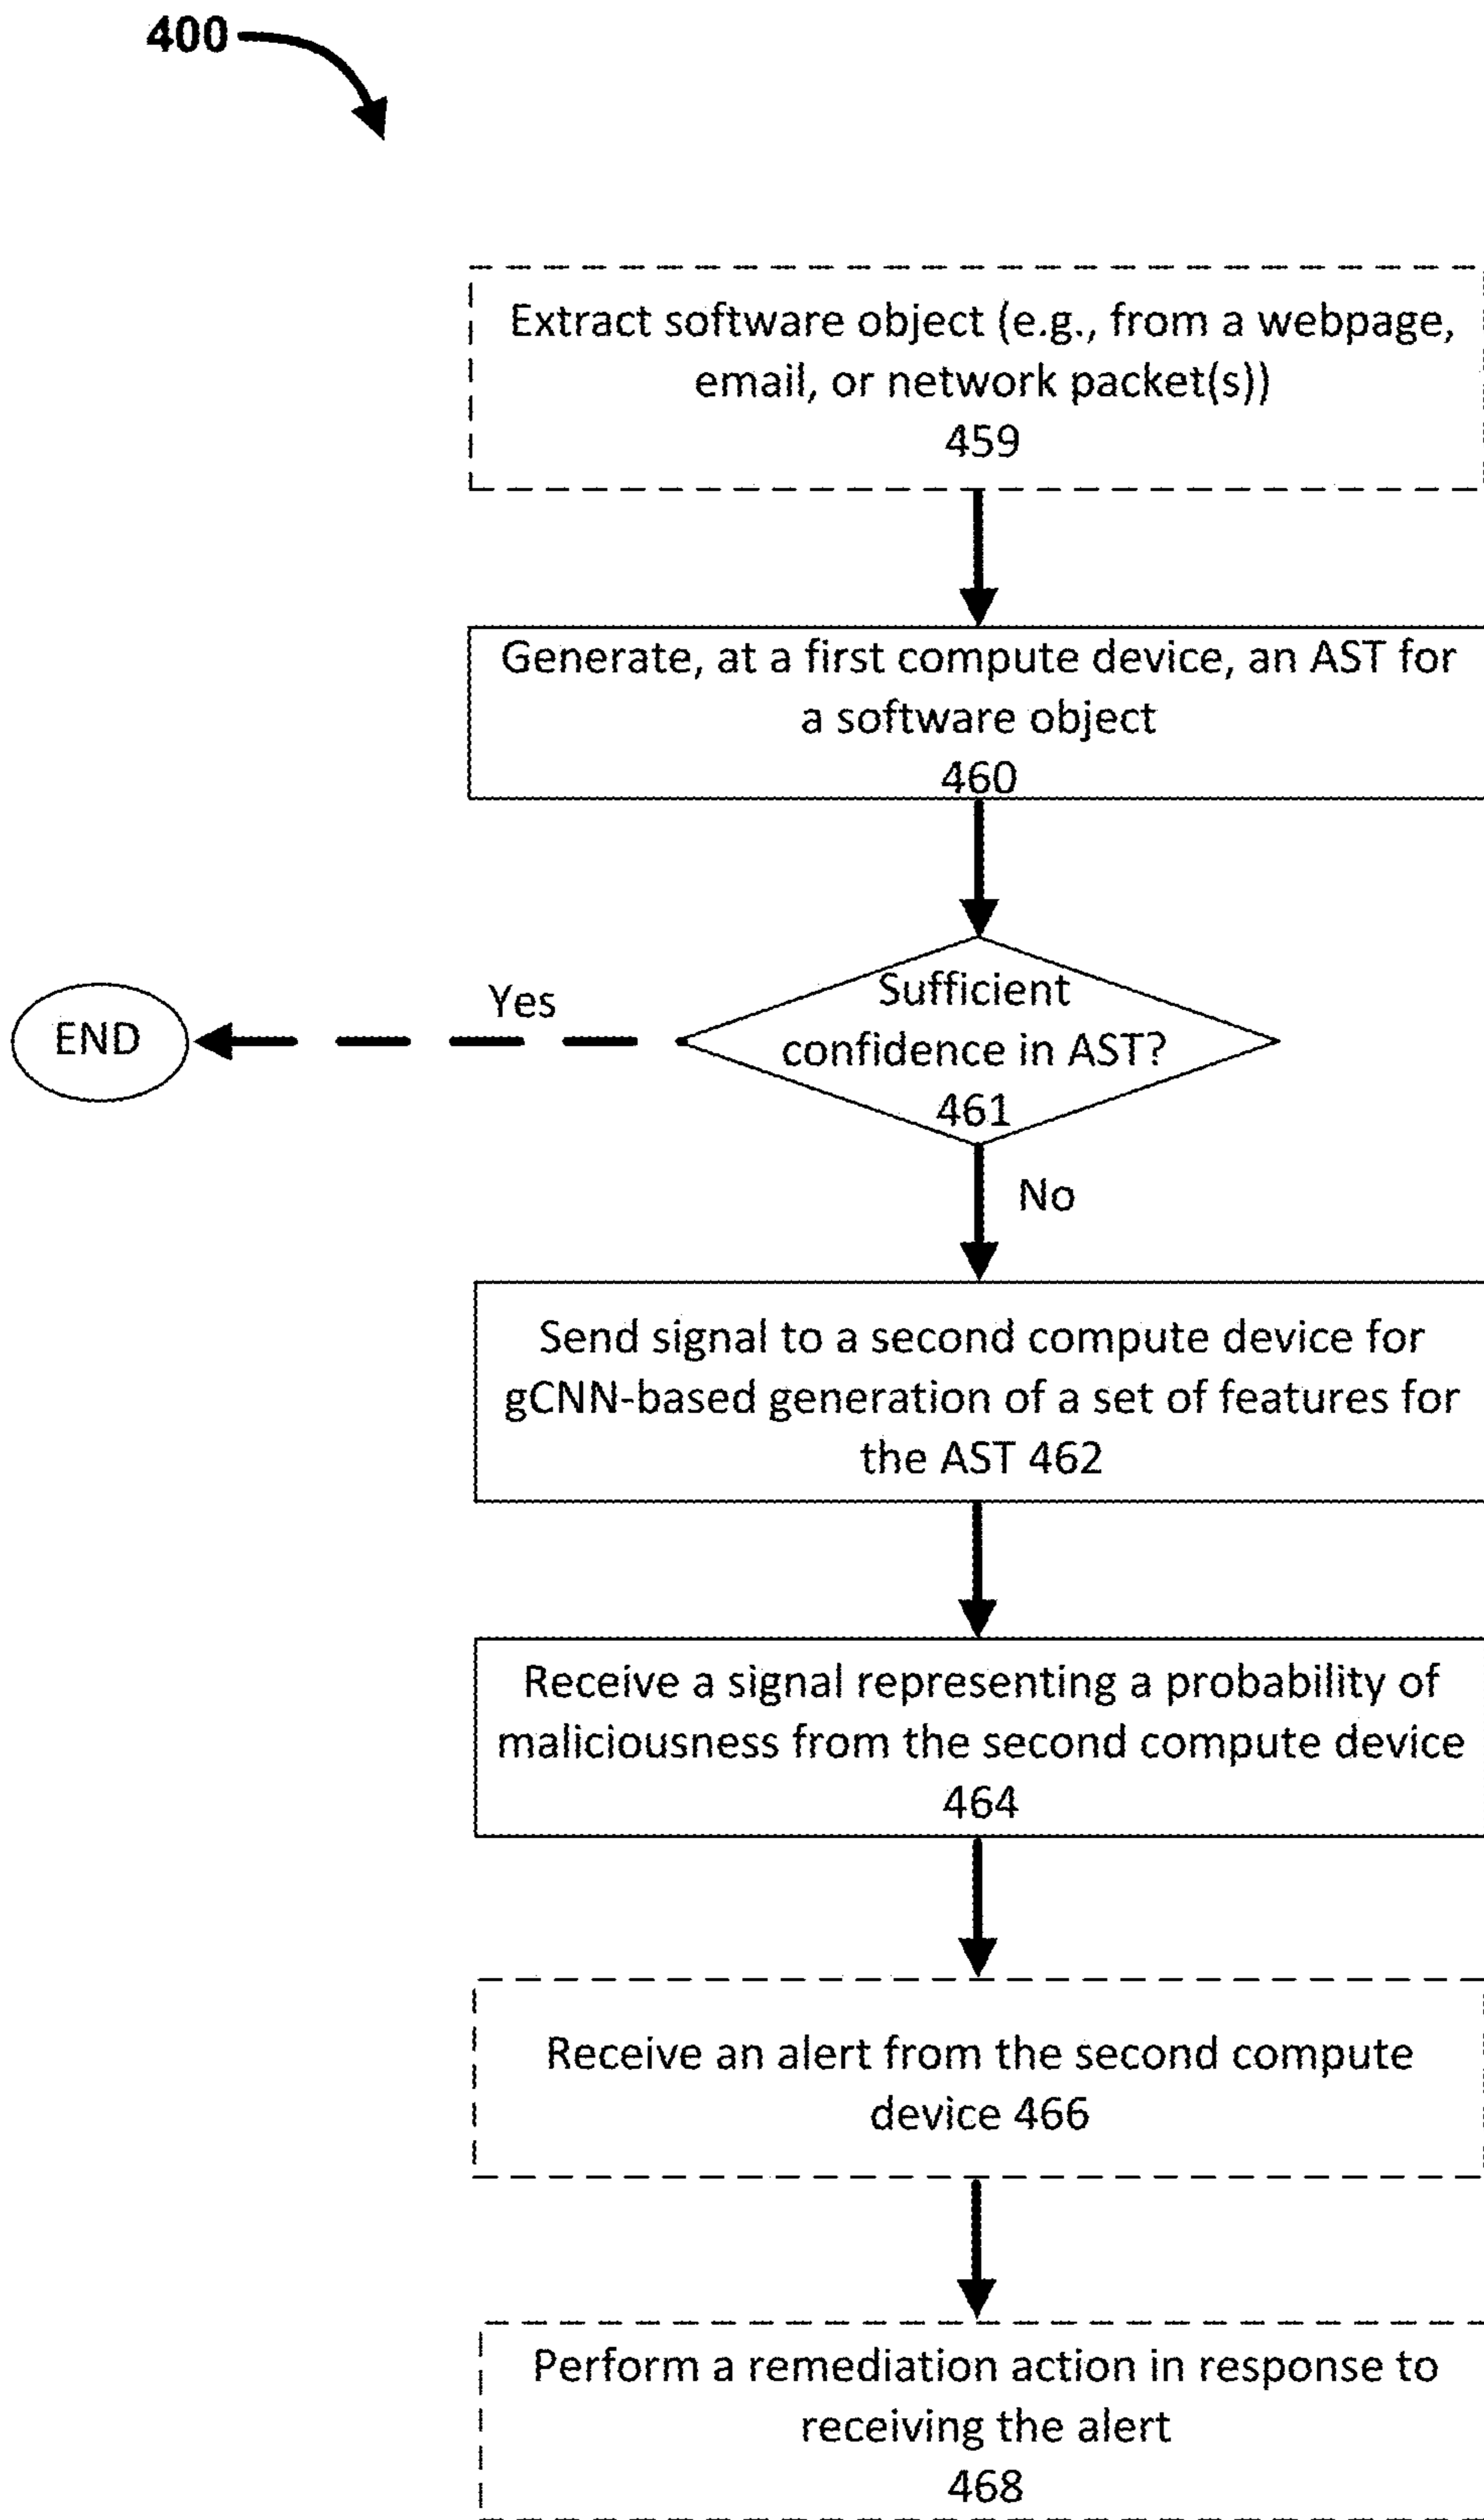 400
Extract software object (e.g., from a webpage,
email, or network packet(s))
459
Generate, at a first compute device, an AST for
a software object
460
Sufficient
confidence in AST?
461
Yes
END
No
Send signal to a second compute device for
gCNN-based generation of a set of features for
the AST 462
Receive a signal representing a probability of
maliciousness from the second compute device
464
Receive an alert from the second compute
device 466
Perform a remediation action in response to
receiving the alert
468